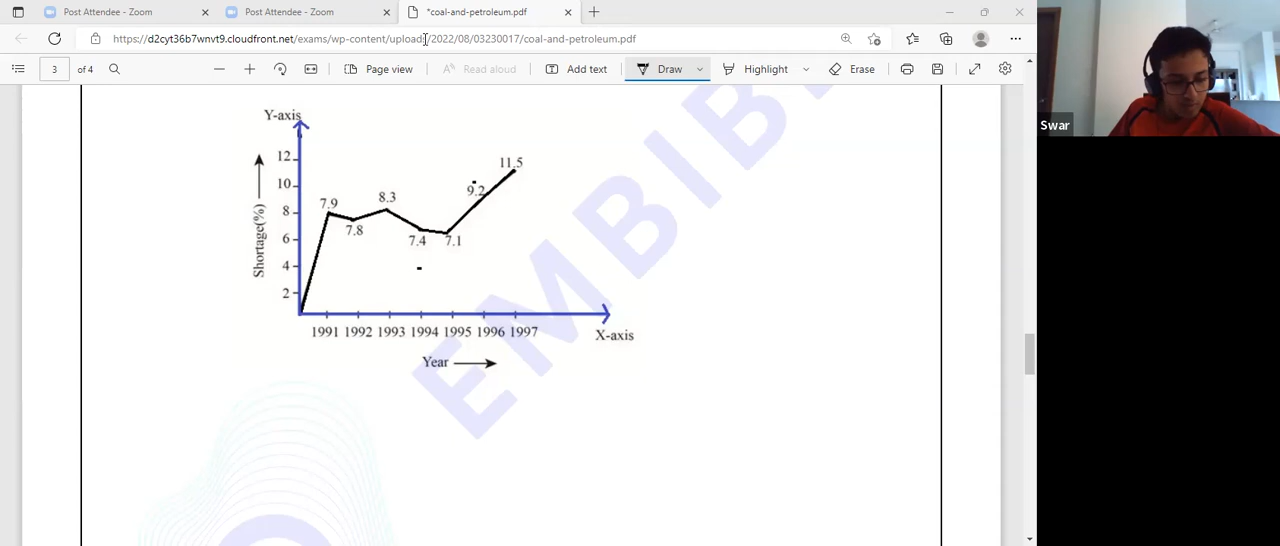 Post Attendee - Zoom
Post Attendee - Zoom
*coal-and-petroleum.pdf
https://d2cyt36b7wnvt9.cloudfront.net/exams/wp-content/uploads/2022/08/03230017/coal-and-petroleum.pdf
3 of 4
Page view
Read aloud
Add text
Draw
Highlight
Erase
Swar
Y-axis
12
10
8
6
4
2
Shortage(%)
7.9
7.8
8.3
7.4
7.1
9.2
11.5
1991 1992 1993 1994 1995 1996 1997
X-axis
Year
EMBIBE